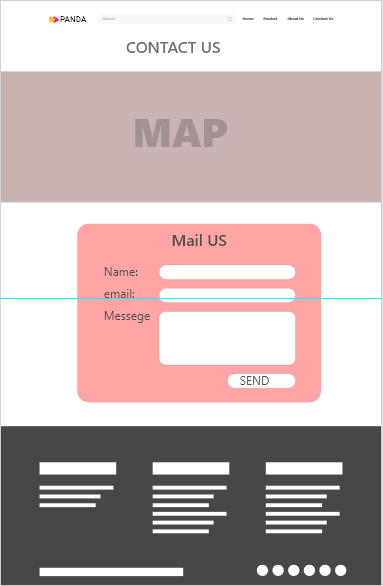 PANDA Search Home Product About Us Contact Us
CONTACT US
MAP
Mail US
Name:
email:
Messege
SEND